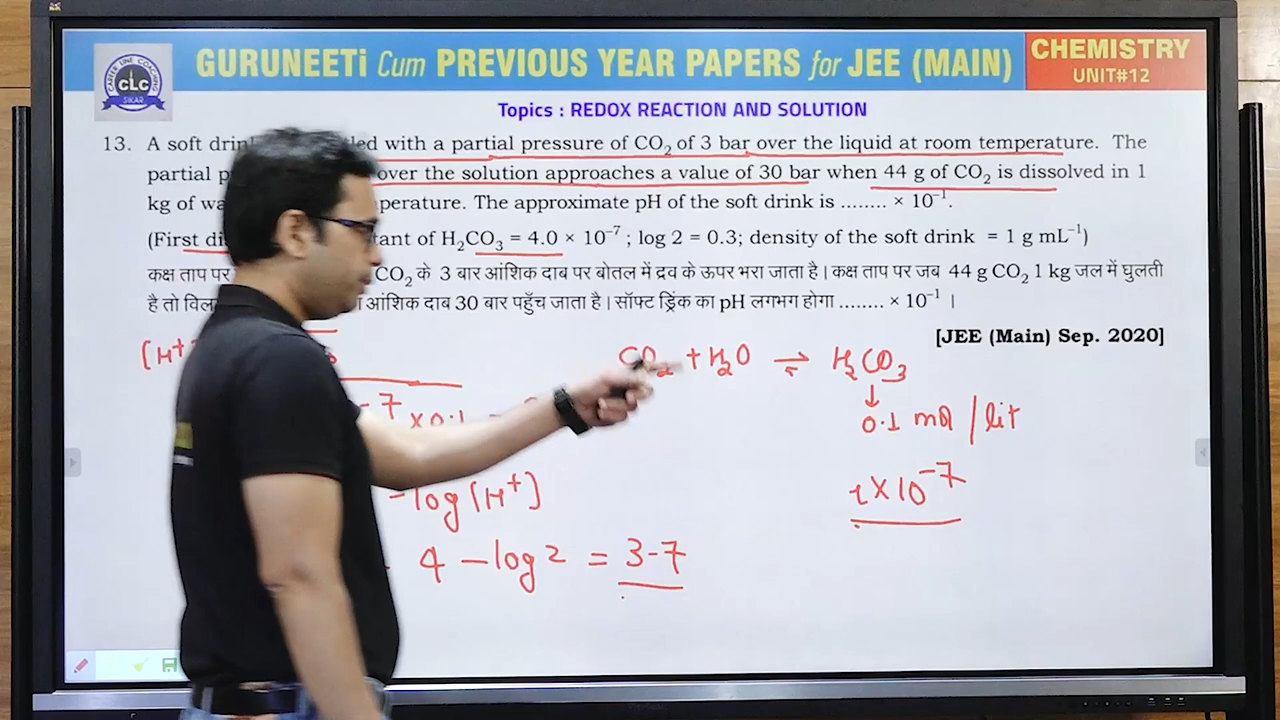 GURUNEETi Cum PREVIOUS YEAR PAPERS for JEE (MAIN)
CHEMISTRY
UNIT#12
CLC
SIKAR
Topics : REDOX REACTION AND SOLUTION
13. A soft drin led with a partial pressure of CO₂ of 3 bar over the liquid at room temperature. The
partial p over the solution approaches a value of 30 bar when 44 g of CO₂ is dissolved in 1
kg of wa perature. The approximate pH of the soft drink is ........ × 10⁻¹.
(First di tant of H₂CO₃ = 4.0 × 10⁻⁷ ; log 2 = 0.3; density of the soft drink = 1 g mL⁻¹)
कक्ष ताप पर CO₂ के 3 बार आंशिक दाब पर बोतल में द्रव के ऊपर भरा जाता है। कक्ष ताप पर जब 44 g CO₂ 1 kg जल में घुलती
है तो विल आंशिक दाब 30 बार पहुँच जाता है। सॉफ्ट ड्रिंक का pH लगभग होगा ........ × 10⁻¹ |
[JEE (Main) Sep. 2020]
[H⁺
CO₂ + H₂O ⇌ H₂CO₃
-7 × 0.1 =
↓
0.1 mol / lit
-log [H⁺]
1×10⁻⁷
4 - log 2 = 3-7